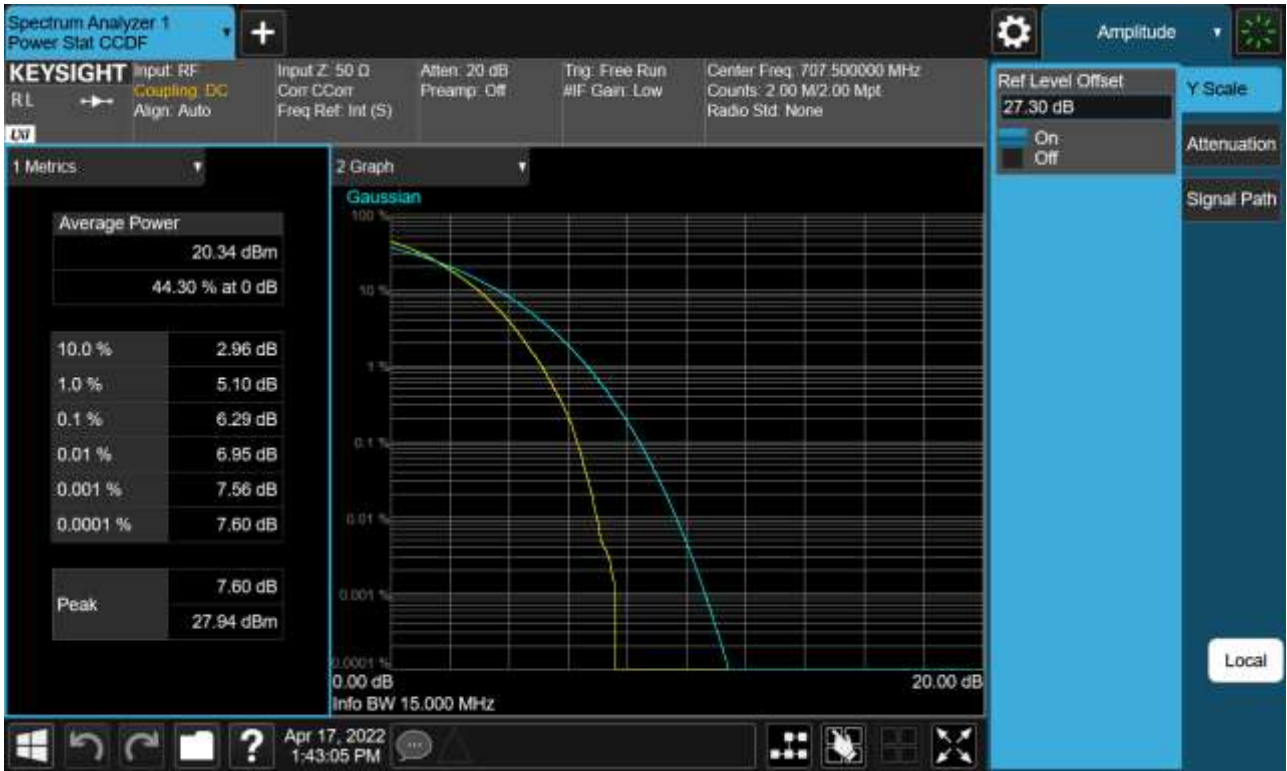 Spectrum Analyzer 1
Power Stat CCDF
+
Amplitude
KEYSIGHT
RL
LXI
Input: RF
Coupling: DC
Align: Auto
Input Z: 50 Ω
Corr CCorr
Freq Ref: Int (S)
Atten: 20 dB
Preamp: Off
Trig: Free Run
#IF Gain: Low
Center Freq: 707.500000 MHz
Counts: 2.00 M/2.00 Mpt
Radio Std: None
Ref Level Offset
27.30 dB
On
Off
Y Scale
Attenuation
Signal Path
1 Metrics
Average Power
20.34 dBm
44.30 % at 0 dB
10.0 % 2.96 dB
1.0 % 5.10 dB
0.1 % 6.29 dB
0.01 % 6.95 dB
0.001 % 7.56 dB
0.0001 % 7.60 dB
Peak
7.60 dB
27.94 dBm
2 Graph
Gaussian
100 %
10 %
1 %
0.1 %
0.01 %
0.001 %
0.0001 %
0.00 dB 20.00 dB
Info BW 15.000 MHz
Local
?
Apr 17, 2022
1:43:05 PM